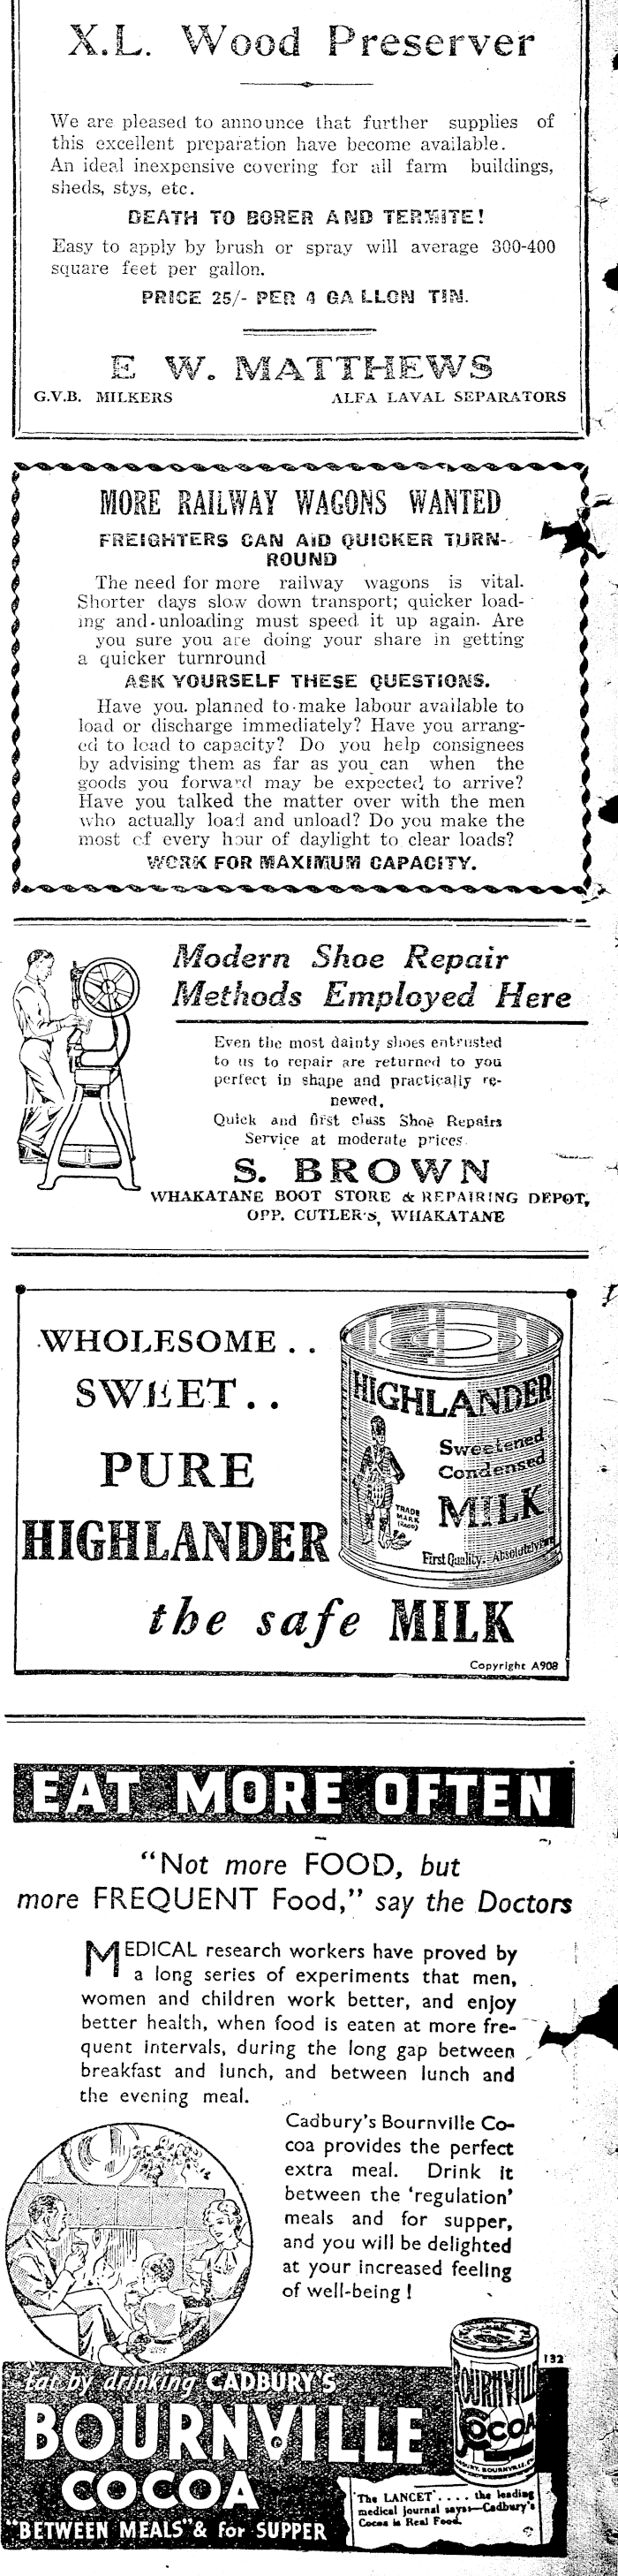 X.L. Wood Preserver
We are pleased to announce that further supplies of
this excellent preparation have become available.
An ideal inexpensive covering for all farm buildings,
sheds, stys, etc.
DEATH TO BORER AND TERMITE!
Easy to apply by brush or spray will average 300-400
square feet per gallon.
PRICE 25/- PER 4 GALLON TIN.
E W. MATTHEWS
G.V.B. MILKERS ALFA LAVAL SEPARATORS
MORE RAILWAY WAGONS WANTED
FREIGHTERS CAN AID QUICKER TURN-
ROUND
The need for more railway wagons is vital.
Shorter days slow down transport; quicker load-
ing and unloading must speed it up again. Are
you sure you are doing your share in getting
a quicker turnround
ASK YOURSELF THESE QUESTIONS.
Have you planned to make labour available to
load or discharge immediately? Have you arrang-
ed to load to capacity? Do you help consignees
by advising them as far as you can when the
goods you forward may be expected to arrive?
Have you talked the matter over with the men
who actually load and unload? Do you make the
most of every hour of daylight to clear loads?
WORK FOR MAXIMUM CAPACITY.
Modern Shoe Repair
Methods Employed Here
Even the most dainty shoes entrusted
to us to repair are returned to you
perfect in shape and practically re-
newed.
Quick and first class Shoe Repairs
Service at moderate prices.
S. BROWN
WHAKATANE BOOT STORE & REPAIRING DEPOT,
OPP. CUTLER'S, WHAKATANE
WHOLESOME . .
SWEET . .
PURE
HIGHLANDER
the safe MILK
HIGHLANDER
Sweetened
Condensed
MILK
TRADE
MARK
First Quality. Absolutely
Copyright A908
EAT MORE OFTEN
"Not more FOOD, but
more FREQUENT Food," say the Doctors
MEDICAL research workers have proved by
a long series of experiments that men,
women and children work better, and enjoy
better health, when food is eaten at more fre-
quent intervals, during the long gap between
breakfast and lunch, and between lunch and
the evening meal.
Cadbury's Bournville Co-
coa provides the perfect
extra meal. Drink it
between the 'regulation'
meals and for supper,
and you will be delighted
at your increased feeling
of well-being !
132
Eat by drinking CADBURY'S
BOURNVILLE
COCOA
"BETWEEN MEALS" & for SUPPER
BOURNVILLE
COCOA
The LANCET . . . . the leading
medical journal says:—Cadbury's
Cocoa is Real Food.